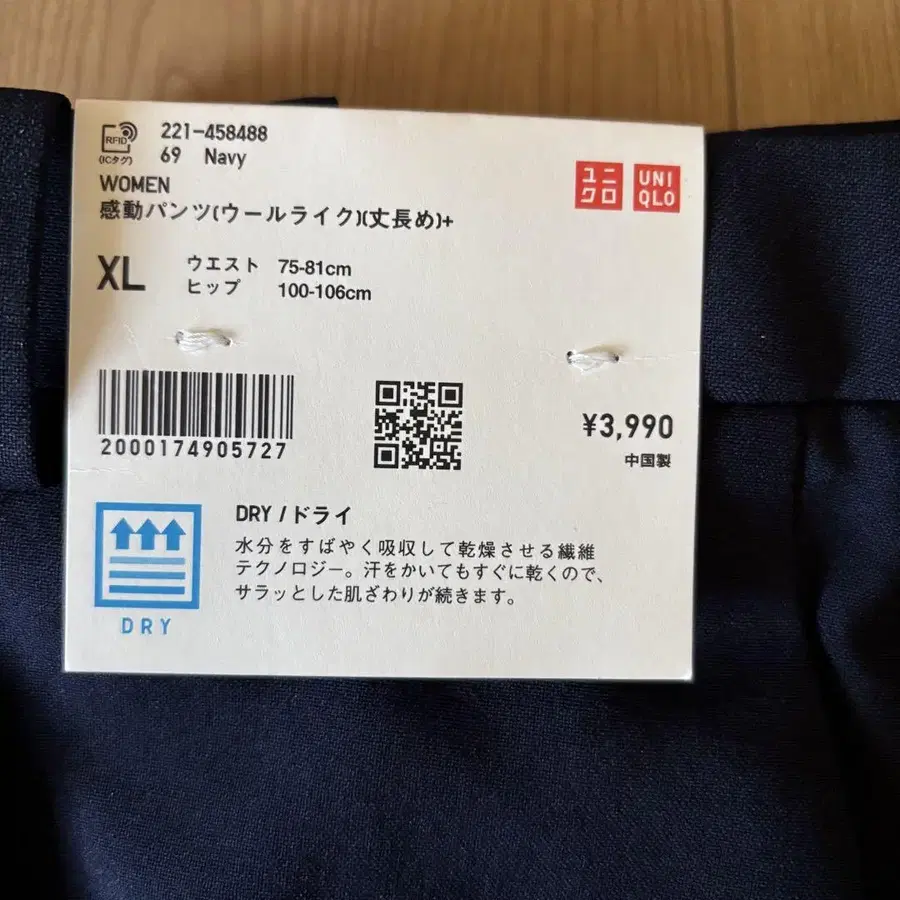 RFID
(ICタグ)
221-458488
69 Navy
WOMEN
感動パンツ(ウールライク)(丈長め)+
ユニ
クロ
UNI
QLO
XL
ウエスト 75-81cm
ヒップ 100-106cm
2000174905727
¥3,990
中国製
DRY
DRY /ドライ
水分をすばやく吸収して乾燥させる繊維
テクノロジー。汗をかいてもすぐに乾くので、
サラッとした肌ざわりが続きます。